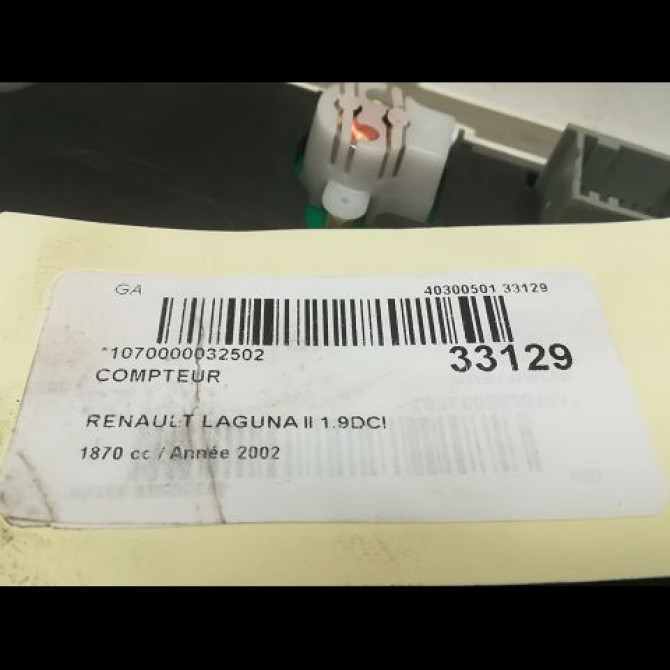 GA 40300501 33129
*1070000032502 33129
COMPTEUR
RENAULT LAGUNA II 1.9DCI
1870 cc / Année 2002